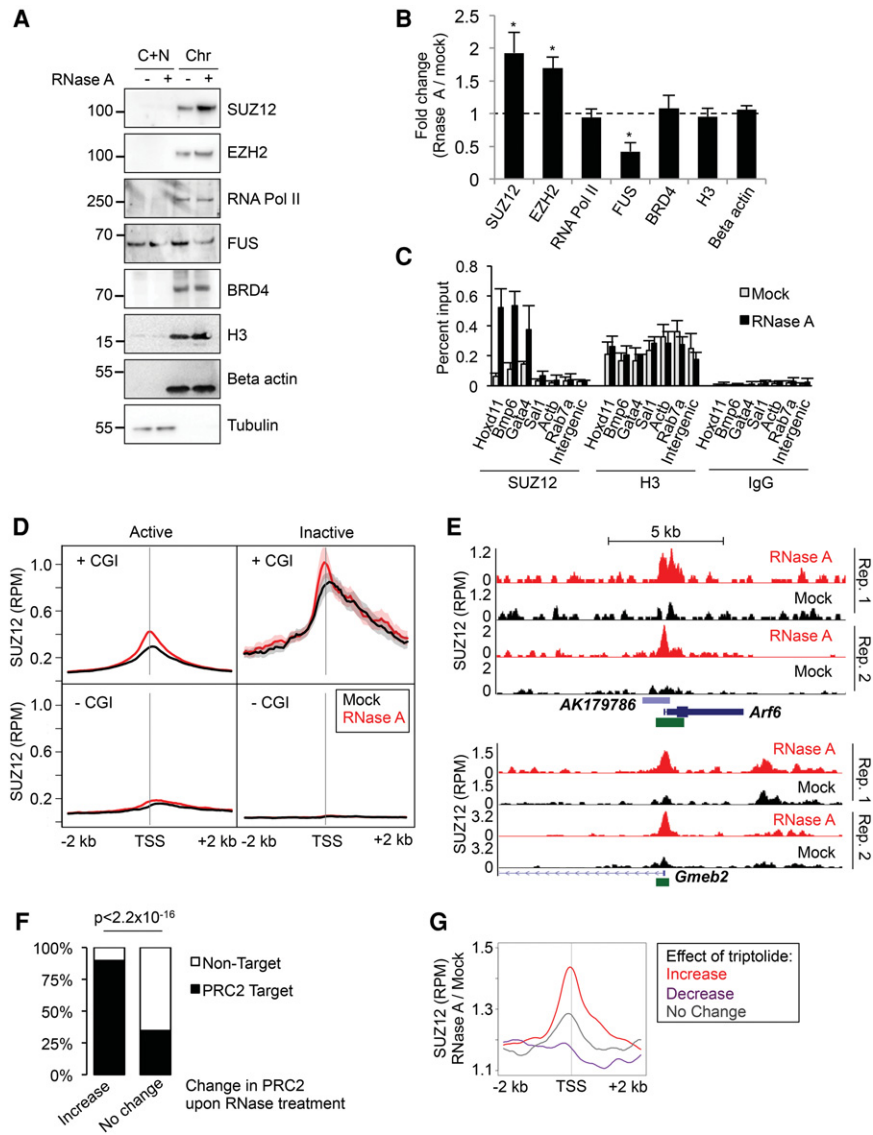 A
C+N Chr
RNase A - + - +
100 SUZ12
100 EZH2
250 RNA Pol II
70 FUS
70 BRD4
15 H3
55 Beta actin
55 Tubulin
B
Fold change
(Rnase A / mock)
2.5
2
1.5
1
0.5
0
* * *
SUZ12 EZH2 RNA Pol II FUS BRD4 H3 Beta actin
C
Percent input
0.8
0.6
0.4
0.2
0
Mock
RNase A
Hoxd11 Bmp6 Gata4 Sal1 Actb Rab7a Intergenic
Hoxd11 Bmp6 Gata4 Sal1 Actb Rab7a Intergenic
Hoxd11 Bmp6 Gata4 Sal1 Actb Rab7a Intergenic
SUZ12 H3 IgG
D
Active Inactive
SUZ12 (RPM)
1.0
0.6
0.2
+ CGI + CGI
SUZ12 (RPM)
1.0
0.6
0.2
- CGI - CGI
Mock
RNase A
-2 kb TSS +2 kb -2 kb TSS +2 kb
E
5 kb
SUZ12 (RPM)
1.2 RNase A
0
1.2 Mock
0
Rep. 1
2 RNase A
0
2 Mock
0
Rep. 2
AK179786 Arf6
SUZ12 (RPM)
1.5 RNase A
0
1.5 Mock
0
Rep. 1
3.2 RNase A
0
3.2 Mock
0
Rep. 2
Gmeb2
F
p<2.2x10-16
100%
75%
50%
25%
0%
Non-Target
PRC2 Target
Increase No change
Change in PRC2
upon RNase treatment
G
SUZ12 (RPM)
RNase A / Mock
1.5
1.3
1.1
-2 kb TSS +2 kb
Effect of triptolide:
Increase
Decrease
No Change